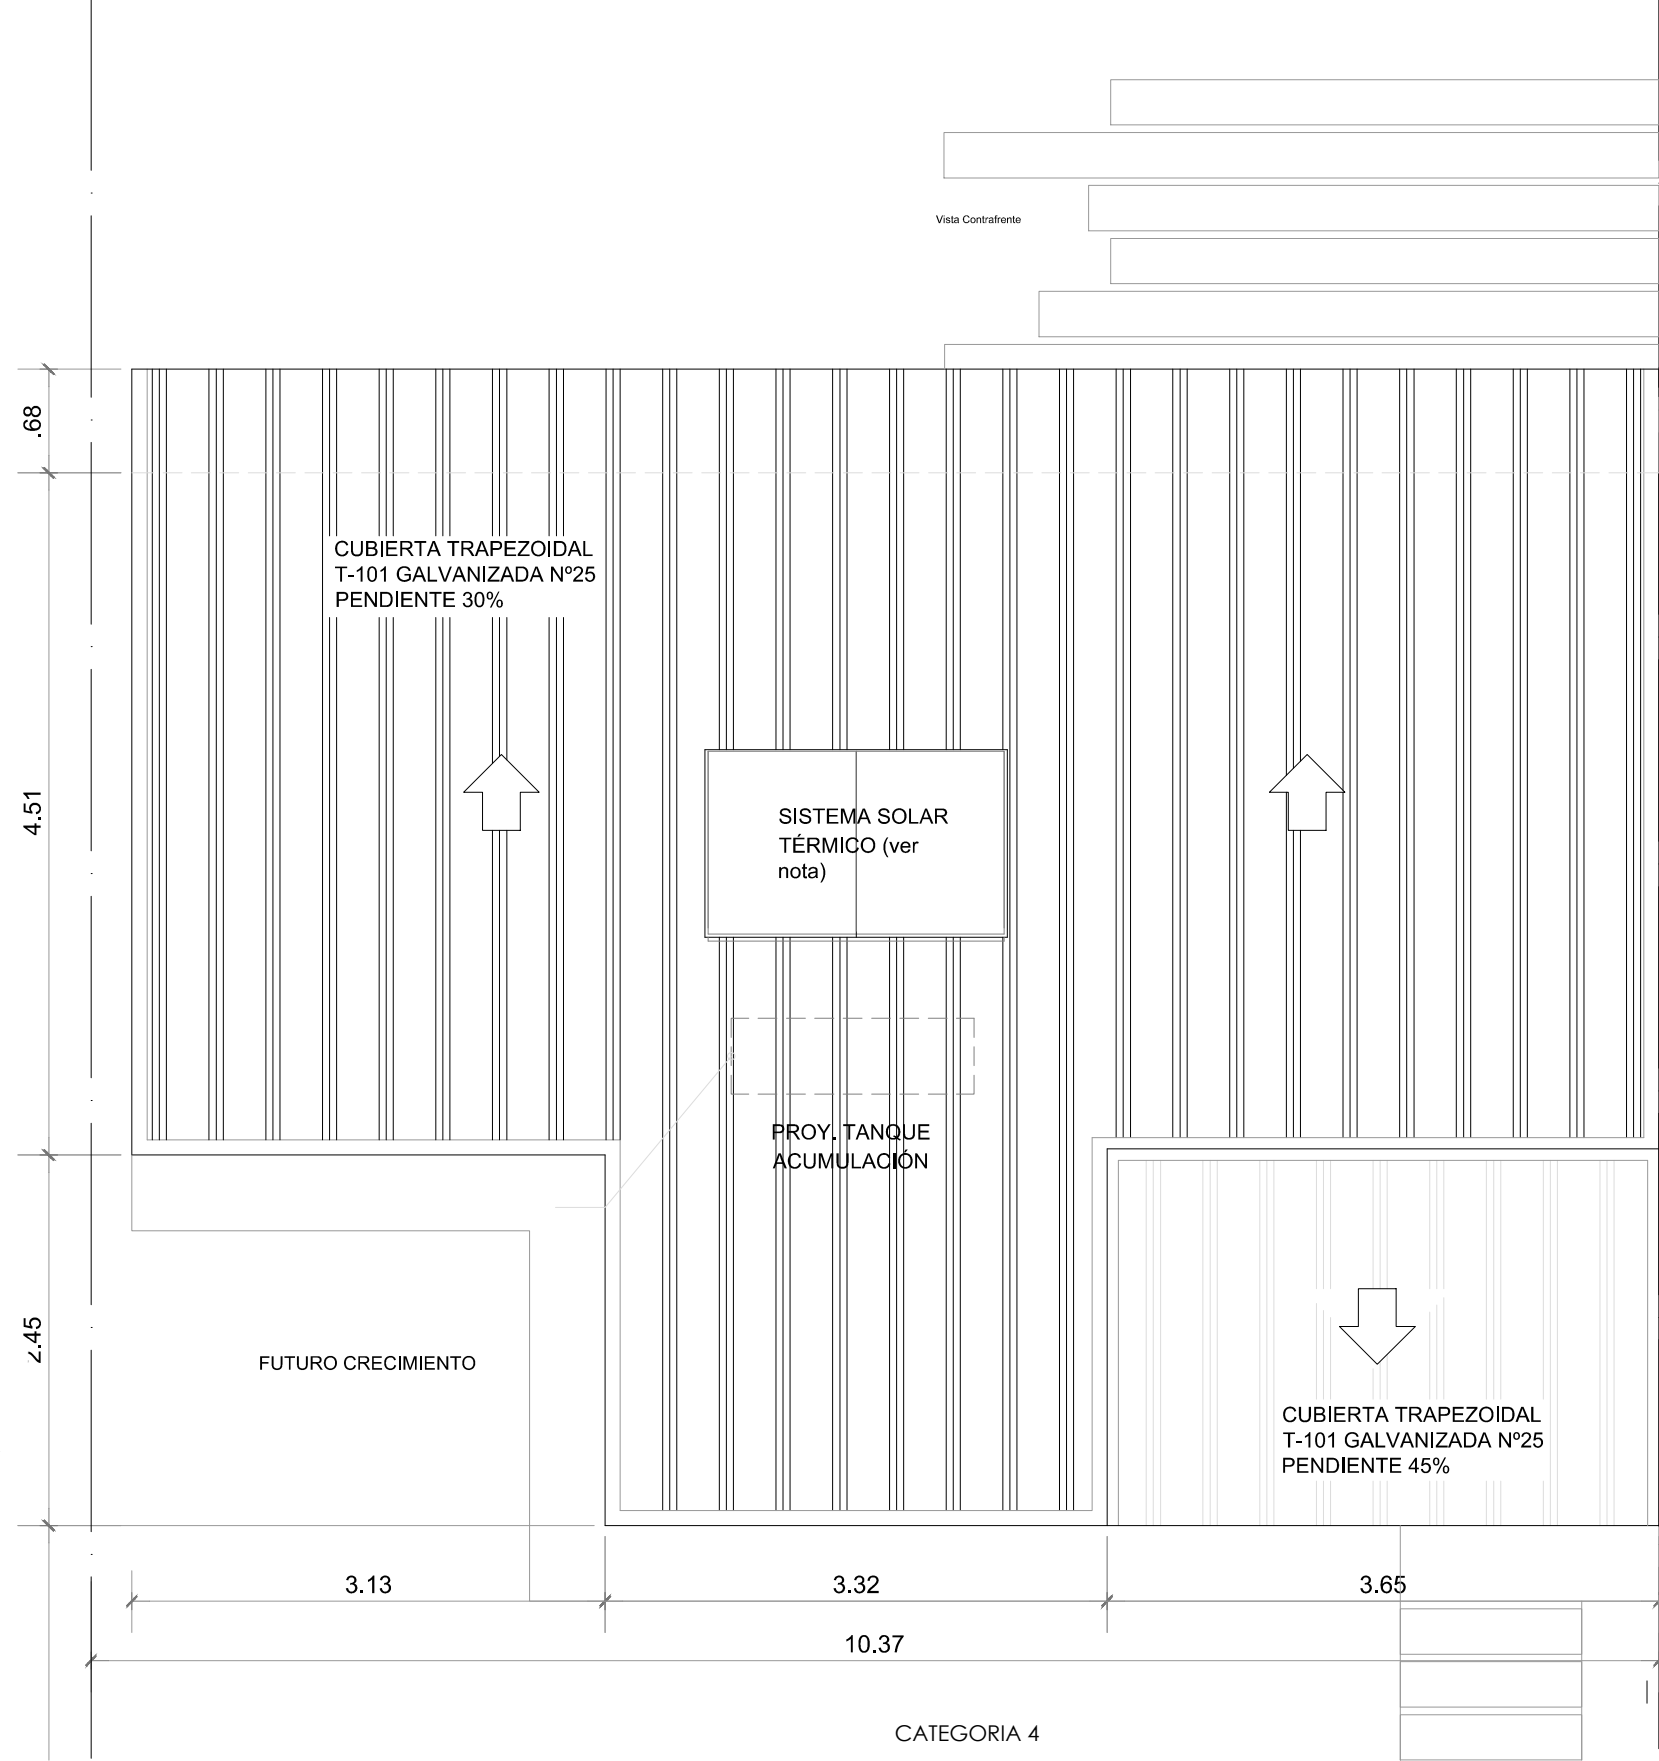 Vista Contrafrente
.68
CUBIERTA TRAPEZOIDAL
T-101 GALVANIZADA Nº25
PENDIENTE 30%
4.51
SISTEMA SOLAR
TÉRMICO (ver
nota)
PROY. TANQUE
ACUMULACIÓN
2.45
FUTURO CRECIMIENTO
CUBIERTA TRAPEZOIDAL
T-101 GALVANIZADA Nº25
PENDIENTE 45%
3.13
3.32
3.65
10.37
CATEGORIA 4